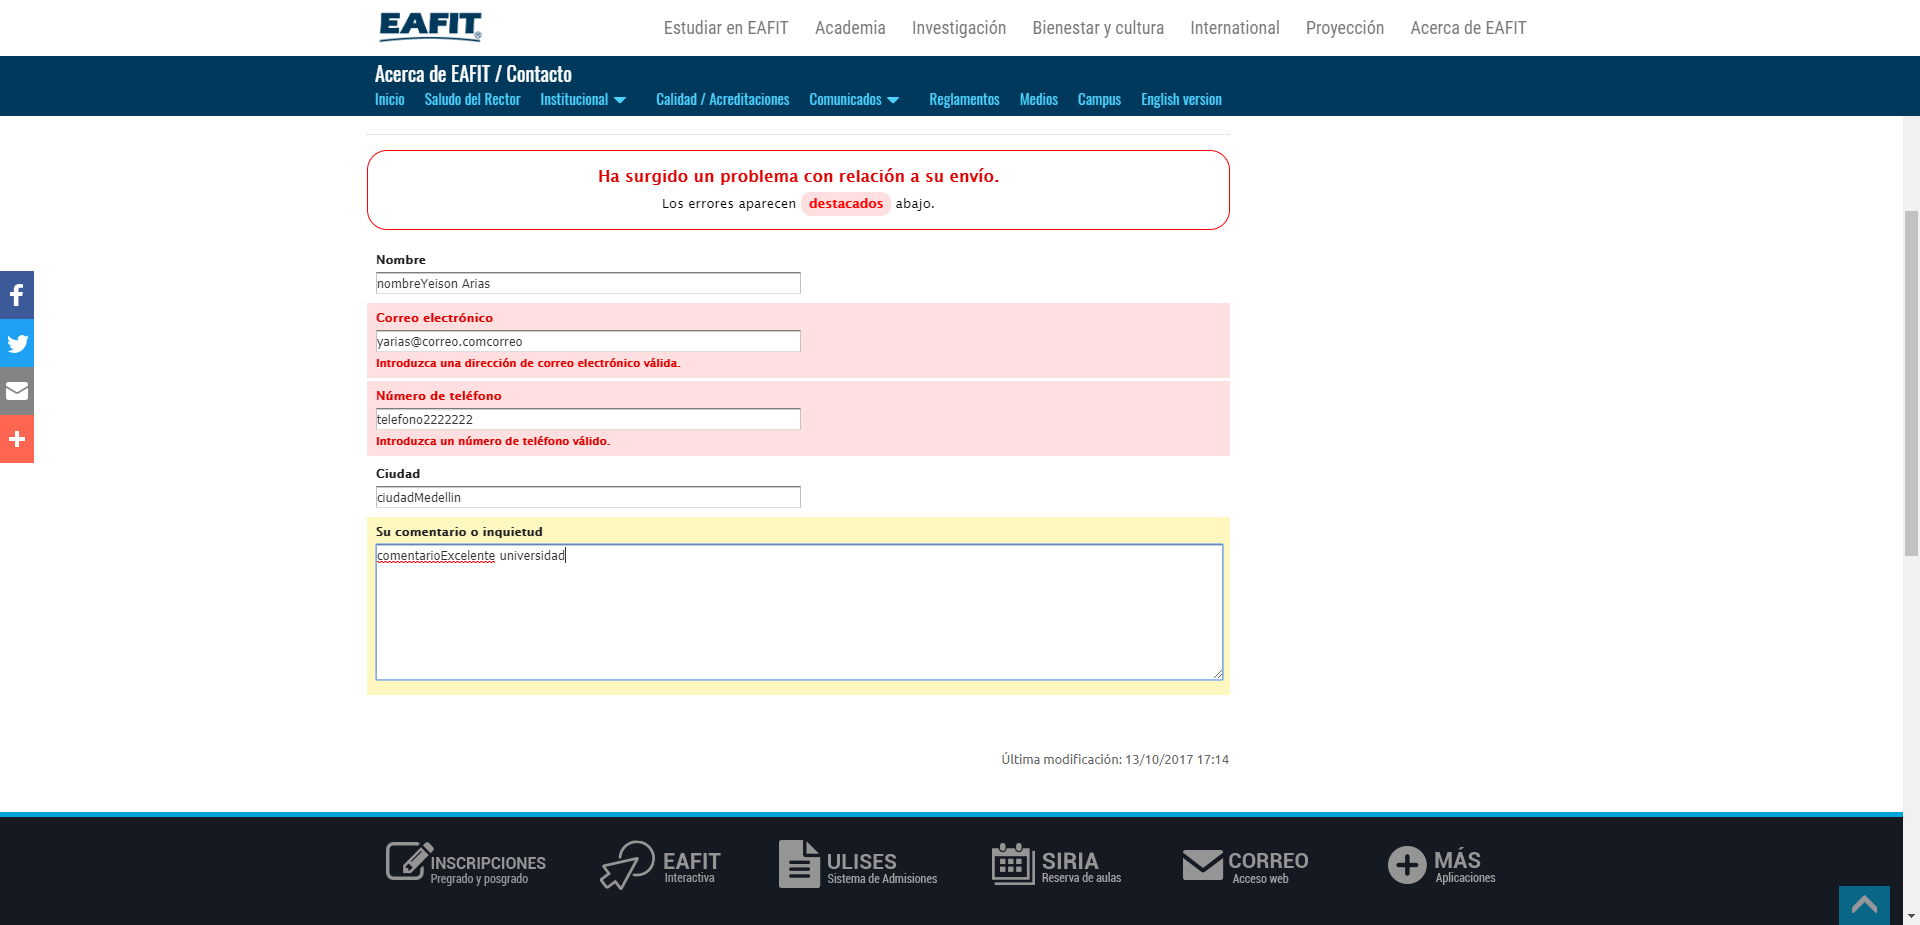 EAFIT®
Estudiar en EAFIT Academia Investigación Bienestar y cultura International Proyección Acerca de EAFIT
Acerca de EAFIT / Contacto
Inicio Saludo del Rector Institucional Calidad / Acreditaciones Comunicados Reglamentos Medios Campus English version
Ha surgido un problema con relación a su envío.
Los errores aparecen destacados abajo.
Nombre
nombreYeison Arias
Correo electrónico
yarias@correo.comcorreo
Introduzca una dirección de correo electrónico válida.
Número de teléfono
telefono2222222
Introduzca un número de teléfono válido.
Ciudad
ciudadMedellin
Su comentario o inquietud
comentarioExcelente universidad
Última modificación: 13/10/2017 17:14
INSCRIPCIONES
Pregrado y posgrado
EAFIT
Interactiva
ULISES
Sistema de Admisiones
SIRIA
Reserva de aulas
CORREO
Acceso web
MÁS
Aplicaciones